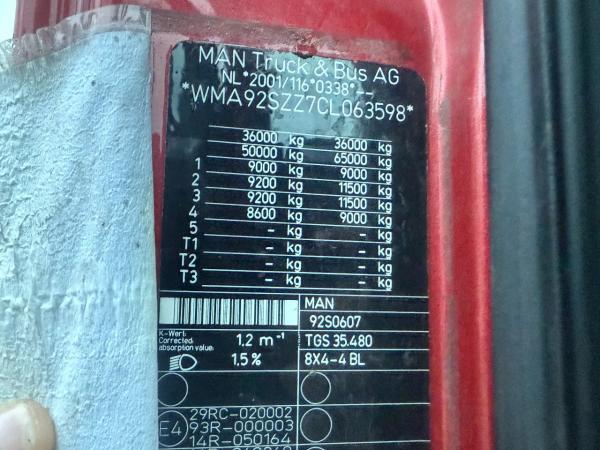 MAN Truck & Bus AG
NL*2001/116*0338*--
*WMA92SZZ7CL063598*
36000 kg 36000 kg
50000 kg 65000 kg
1 9000 kg 9000 kg
2 9200 kg 11500 kg
3 9200 kg 11500 kg
4 8600 kg 9000 kg
5 - kg - kg
T1 - kg - kg
T2 - kg - kg
T3 - kg - kg
MAN
92S0607
K-Wert:
Corrected
absorption value: 1.2 m⁻¹ TGS 35.480
1.5 % 8X4-4 BL
E4 29RC-020002
93R-000003
14R-050164